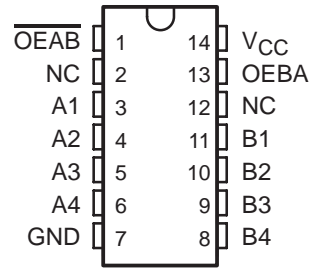 OEAB 1 14 VCC
NC 2 13 OEBA
A1 3 12 NC
A2 4 11 B1
A3 5 10 B2
A4 6 9 B3
GND 7 8 B4